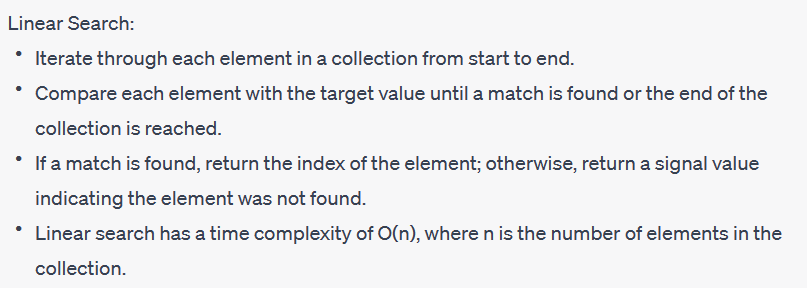 Linear Search:
• Iterate through each element in a collection from start to end.
• Compare each element with the target value until a match is found or the end of the
collection is reached.
• If a match is found, return the index of the element; otherwise, return a signal value
indicating the element was not found.
• Linear search has a time complexity of O(n), where n is the number of elements in the
collection.